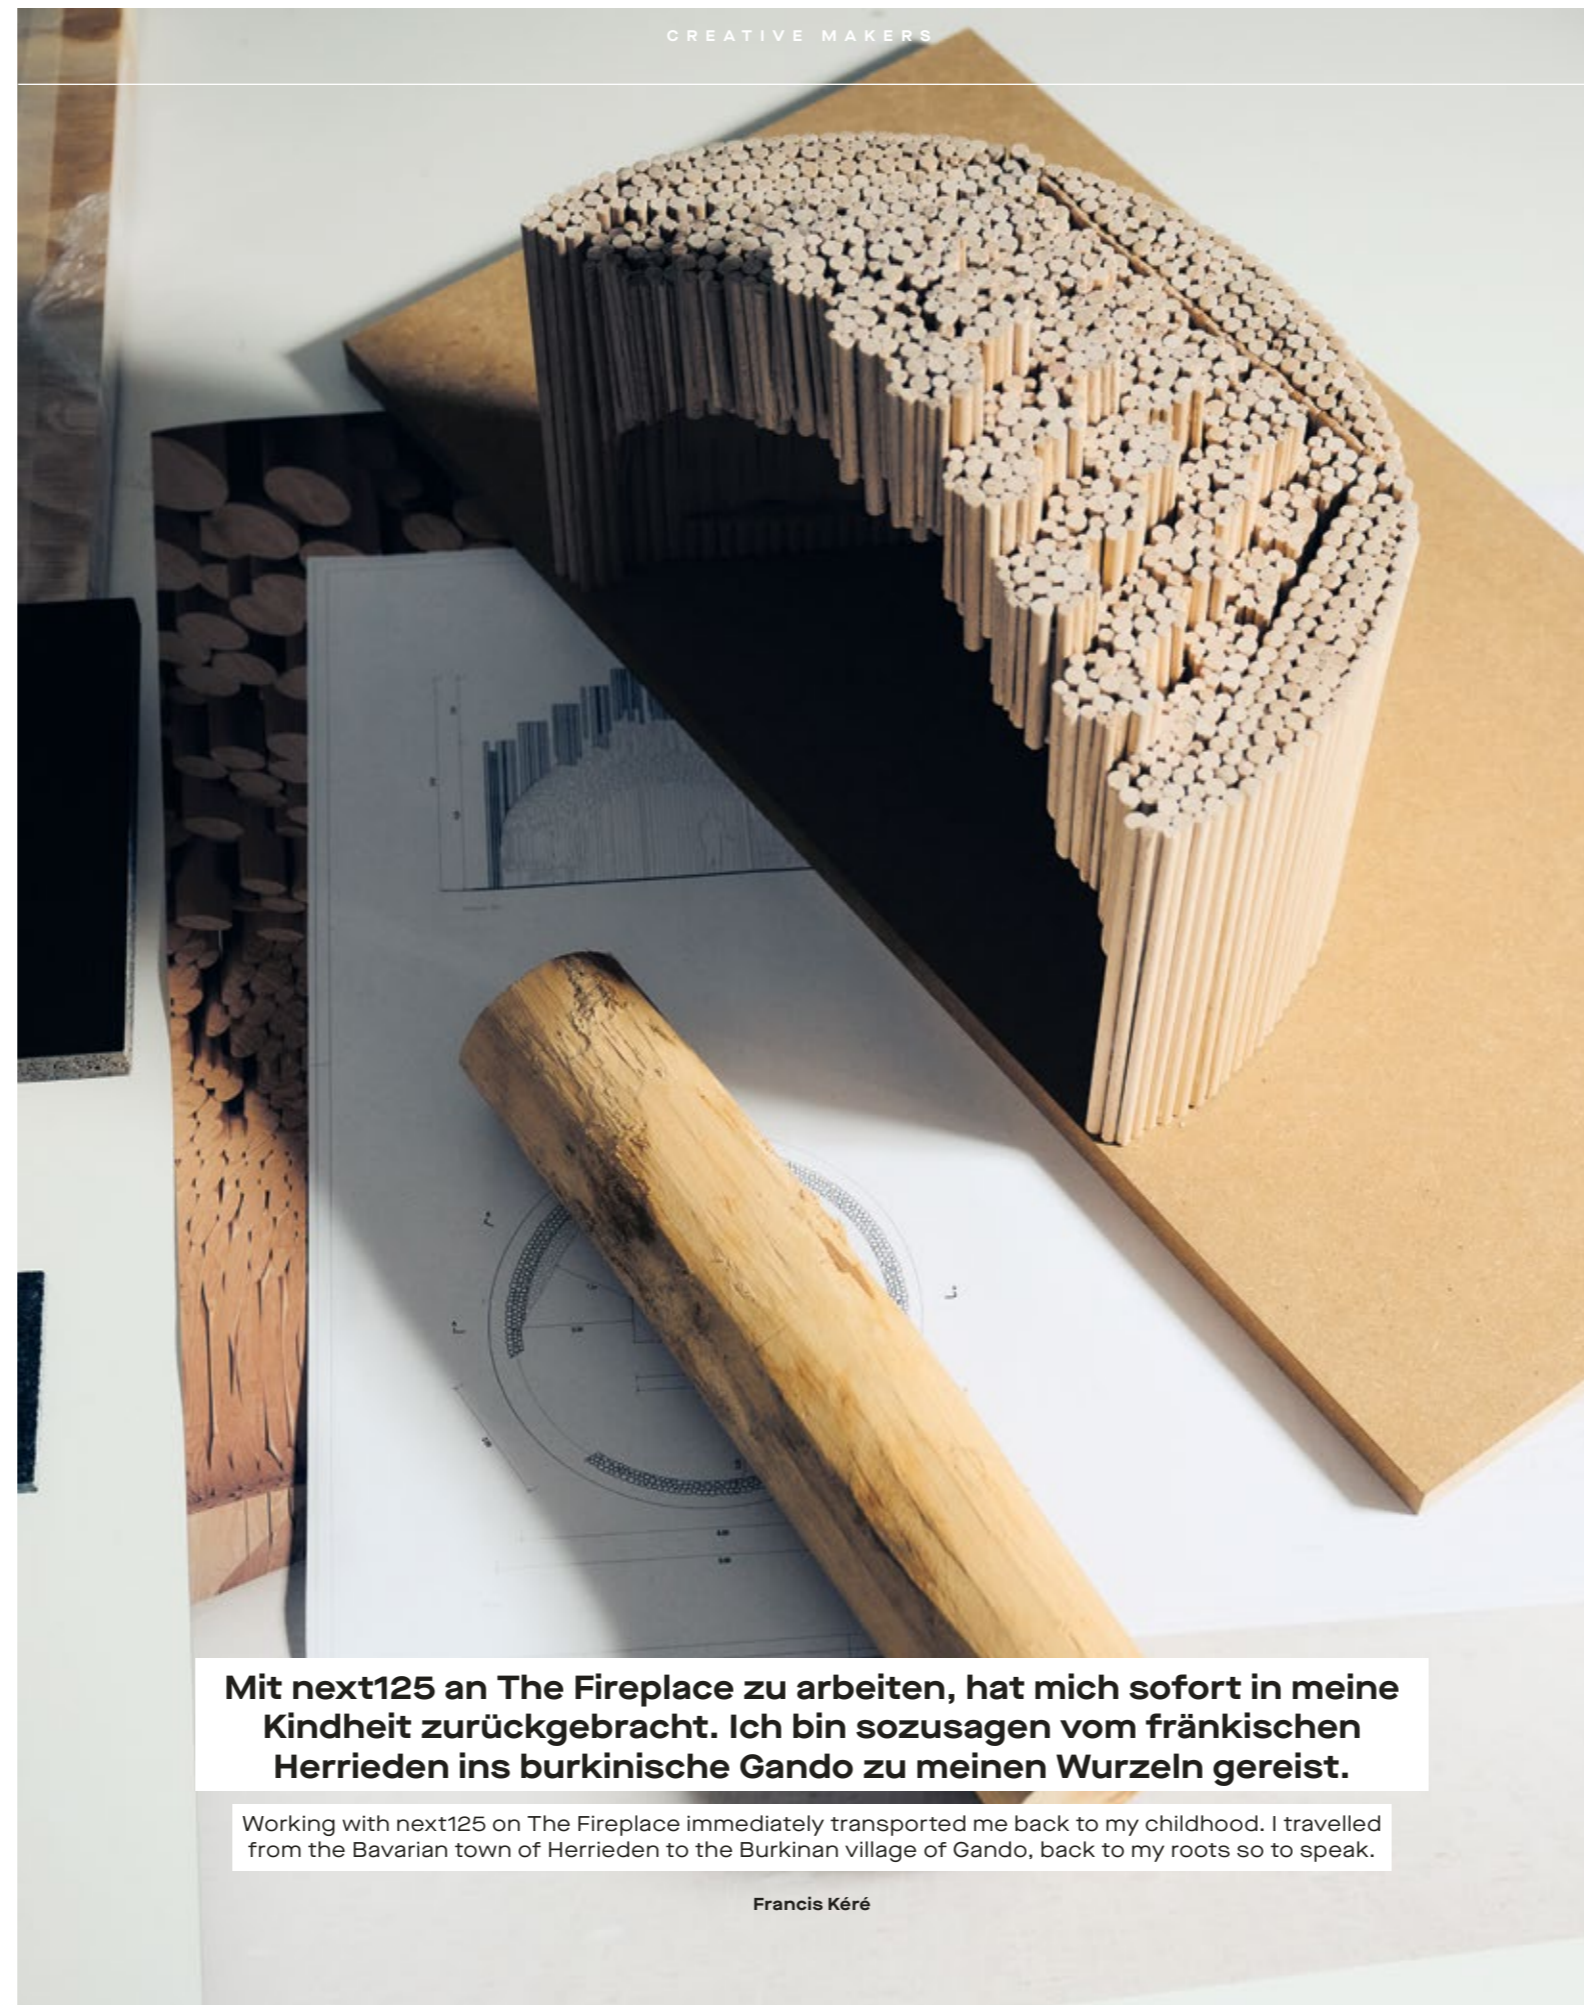 CREATIVE MAKERS
Mit next125 an The Fireplace zu arbeiten, hat mich sofort in meine
Kindheit zurückgebracht. Ich bin sozusagen vom fränkischen
Herrieden ins burkinische Gando zu meinen Wurzeln gereist.
Working with next125 on The Fireplace immediately transported me back to my childhood. I travelled
from the Bavarian town of Herrieden to the Burkinan village of Gando, back to my roots so to speak.
Francis Kéré